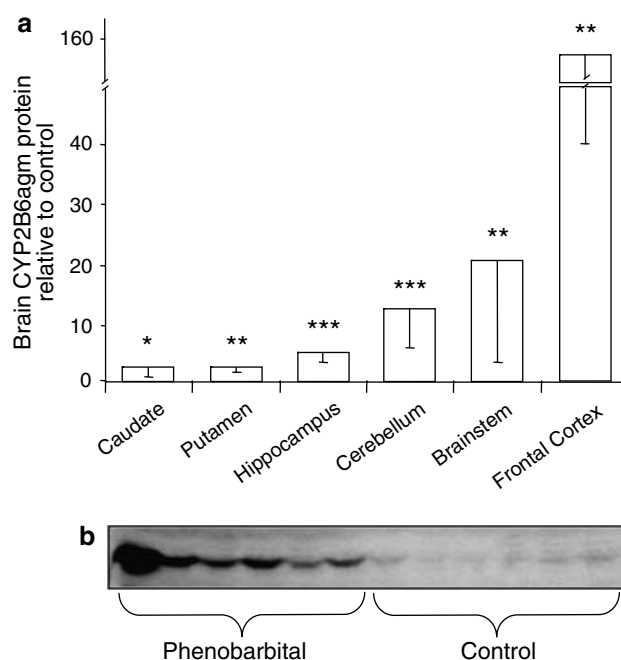 a
Brain CYP2B6agm protein
relative to control
160
40
30
20
10
0
*
**
***
***
**
**
Caudate
Putamen
Hippocampus
Cerebellum
Brainstem
Frontal Cortex
b
Phenobarbital
Control